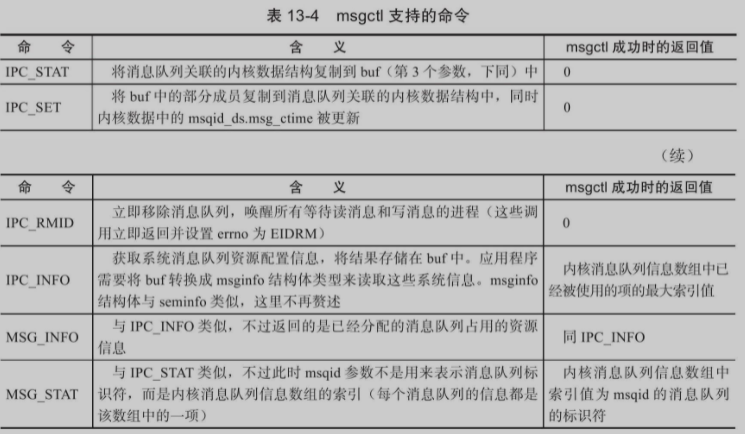 表 13-4 msgctl 支持的命令
命 令 含 义 msgctl 成功时的返回值
IPC_STAT 将消息队列关联的内核数据结构复制到 buf（第 3 个参数，下同）中 0
IPC_SET 将 buf 中的部分成员复制到消息队列关联的内核数据结构中，同时
内核数据中的 msqid_ds.msg_ctime 被更新 0
（续）
命 令 含 义 msgctl 成功时的返回值
IPC_RMID 立即移除消息队列，唤醒所有等待读消息和写消息的进程（这些调
用立即返回并设置 errno 为 EIDRM） 0
IPC_INFO 获取系统消息队列资源配置信息，将结果存储在 buf 中。应用程序
需要将 buf 转换成 msginfo 结构体类型来读取这些系统信息。msginfo
结构体与 seminfo 类似，这里不再赘述
内核消息队列信息数组中已
经被使用的项的最大索引值
MSG_INFO 与 IPC_INFO 类似，不过返回的是已经分配的消息队列占用的资源
信息
同 IPC_INFO
MSG_STAT 与 IPC_STAT 类似，不过此时 msqid 参数不是用来表示消息队列标
识符，而是内核消息队列信息数组的索引（每个消息队列的信息都是
该数组中的一项）
内核消息队列信息数组中
索引值为 msqid 的消息队列
的标识符